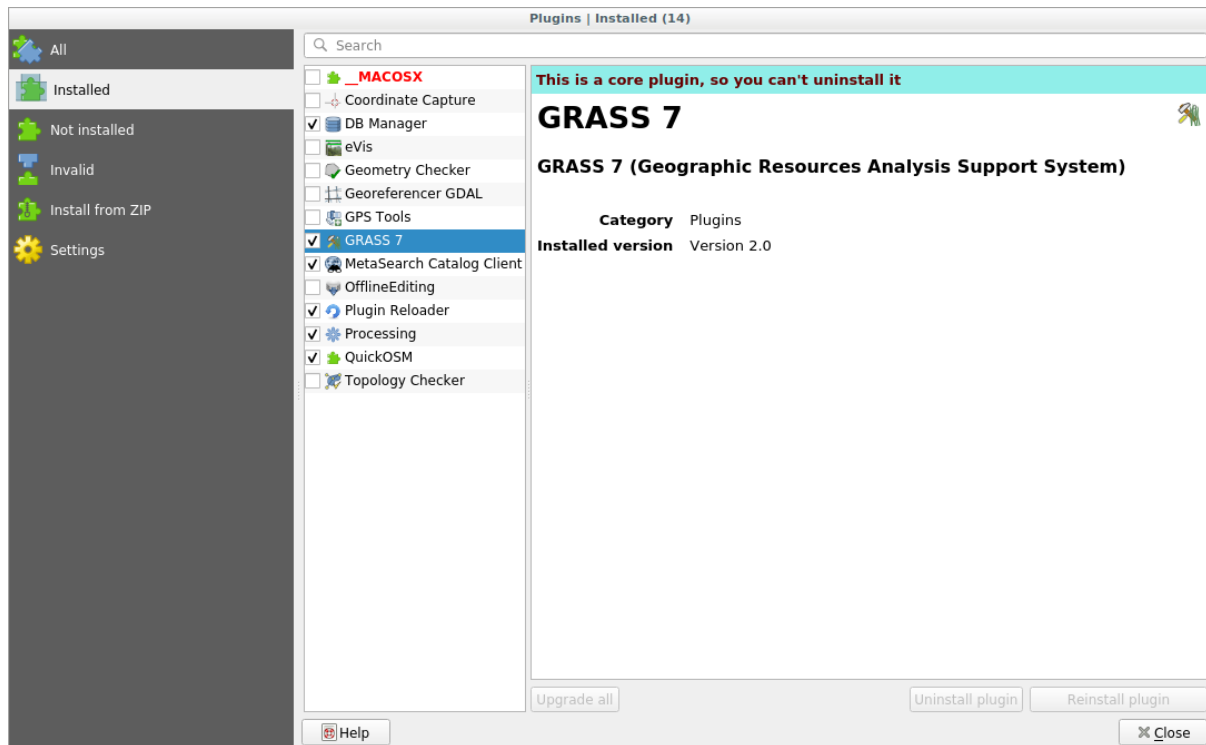 Plugins | Installed (14)
All
Installed
Not installed
Invalid
Install from ZIP
Settings
Search
__MACOSX
Coordinate Capture
DB Manager
eVis
Geometry Checker
Georeferencer GDAL
GPS Tools
GRASS 7
MetaSearch Catalog Client
OfflineEditing
Plugin Reloader
Processing
QuickOSM
Topology Checker
This is a core plugin, so you can't uninstall it
GRASS 7
GRASS 7 (Geographic Resources Analysis Support System)
Category Plugins
Installed version Version 2.0
Upgrade all Uninstall plugin Reinstall plugin
Help Close